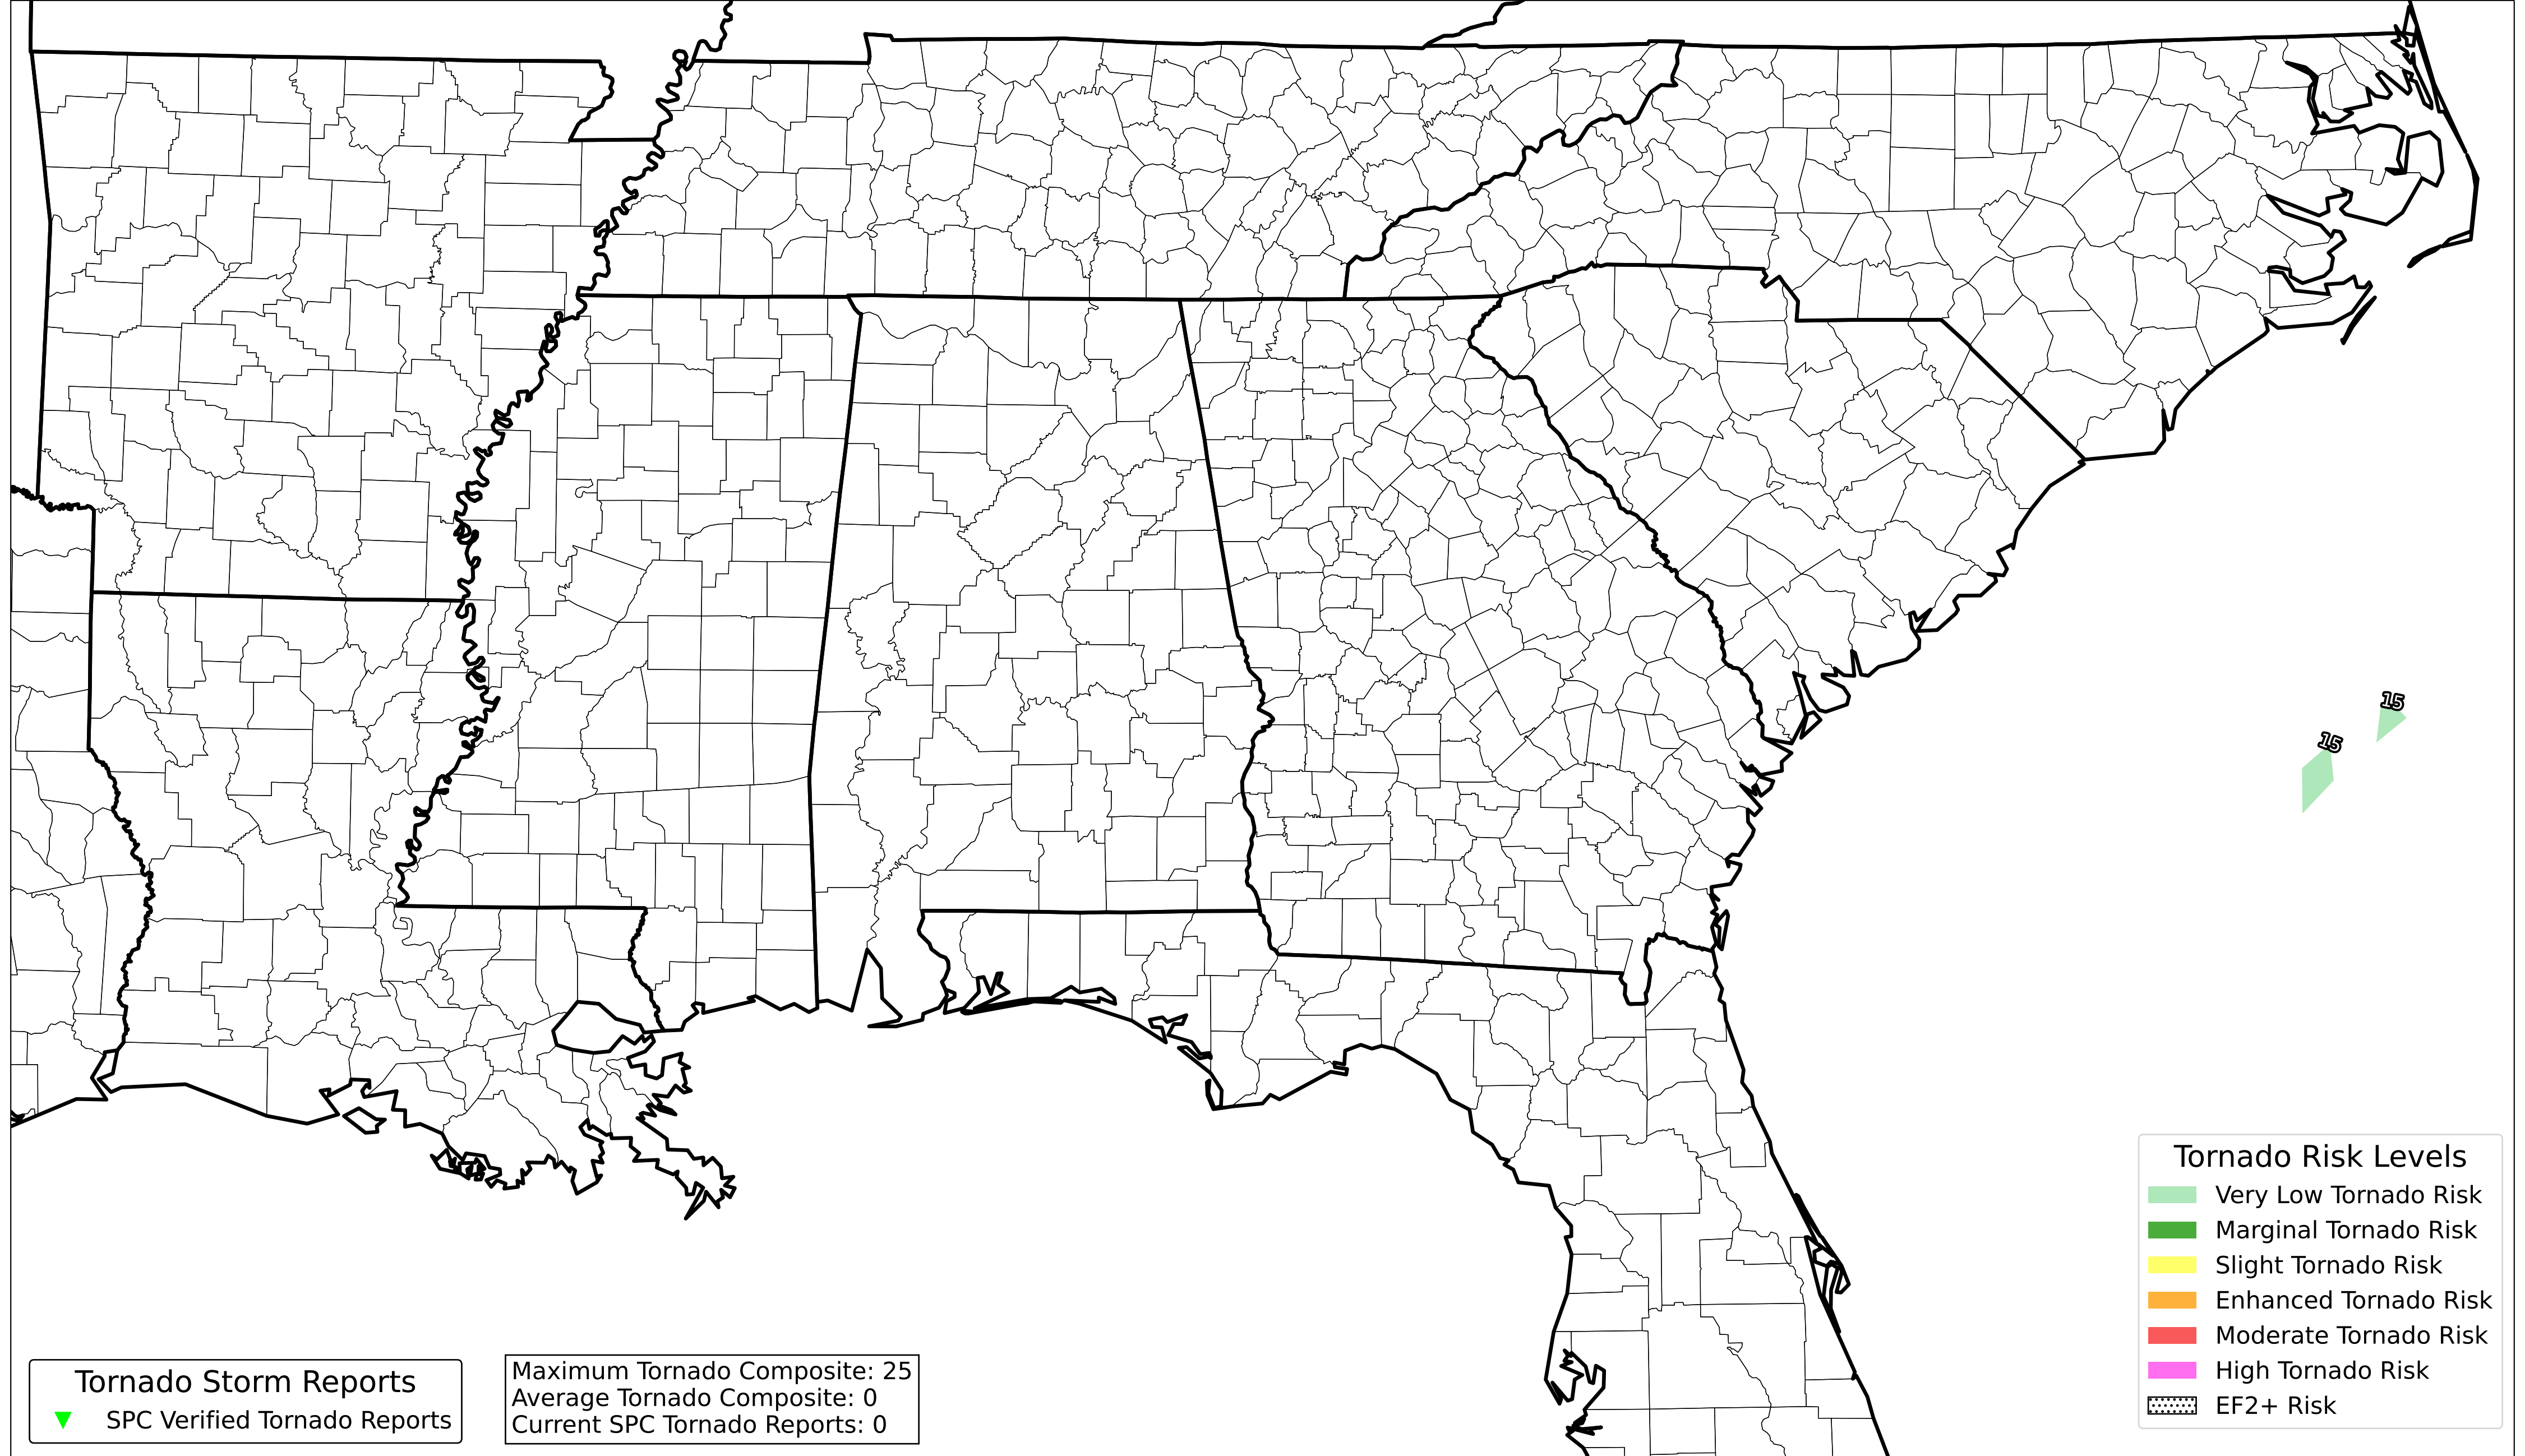 15
15
Tornado Risk Levels
Very Low Tornado Risk
Marginal Tornado Risk
Slight Tornado Risk
Enhanced Tornado Risk
Moderate Tornado Risk
High Tornado Risk
EF2+ Risk
Tornado Storm Reports
SPC Verified Tornado Reports
Maximum Tornado Composite: 25
Average Tornado Composite: 0
Current SPC Tornado Reports: 0